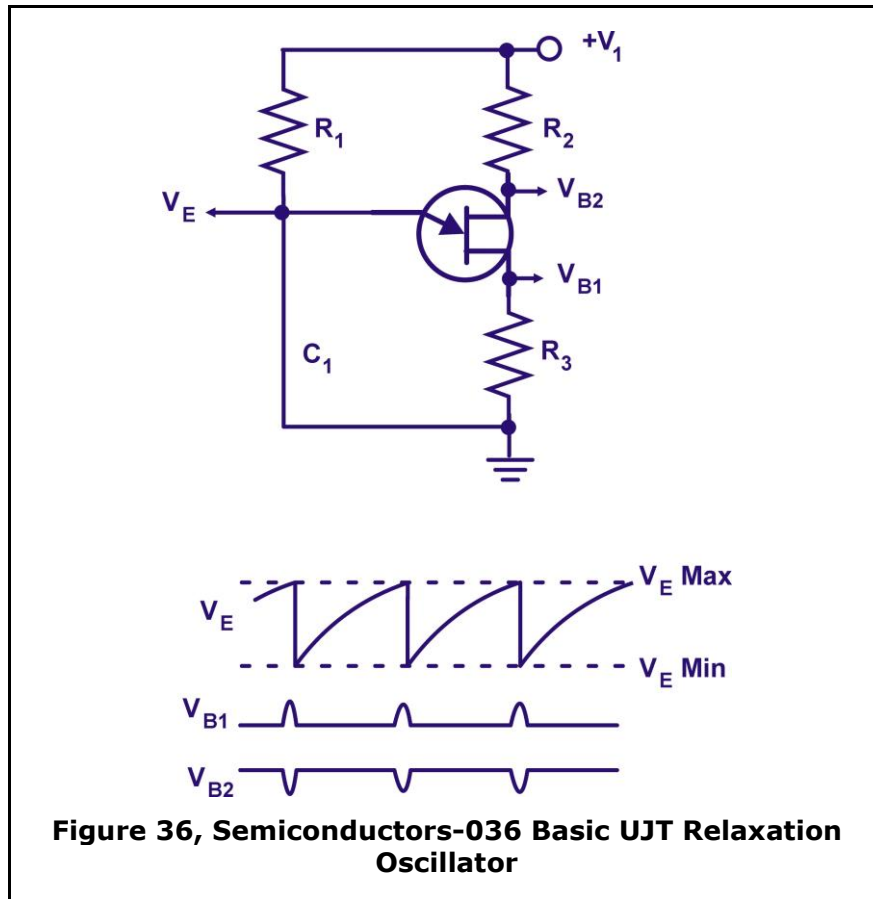 +V1
R1
R2
VE
VB2
VB1
C1
R3
VE Max
VE
VE Min
VB1
VB2
Figure 36, Semiconductors-036 Basic UJT Relaxation
Oscillator